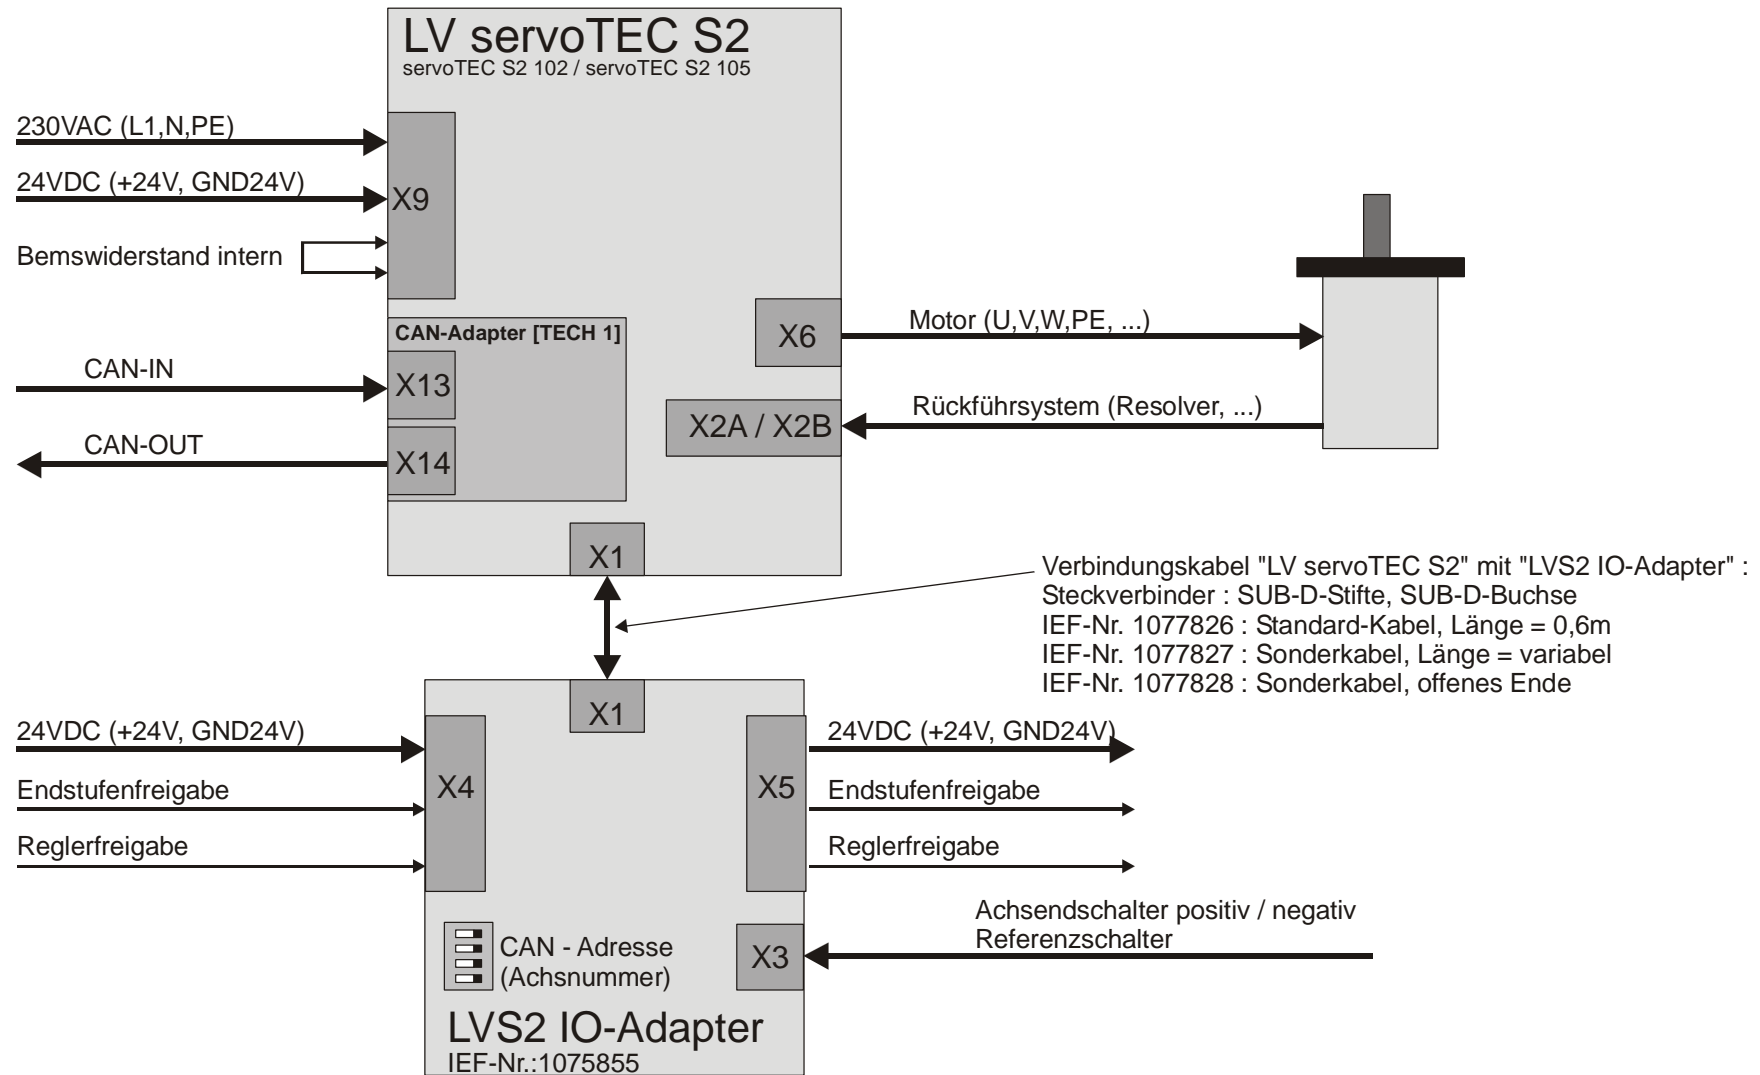 LV servoTEC S2
servoTEC S2 102 / servoTEC S2 105
230VAC (L1,N,PE)
24VDC (+24V, GND24V)
X9
Bemswiderstand intern
CAN-Adapter [TECH 1]
CAN-IN
X13
CAN-OUT
X14
X6
Motor (U,V,W,PE, ...)
X2A / X2B
Rückführsystem (Resolver, ...)
X1
Verbindungskabel "LV servoTEC S2" mit "LVS2 IO-Adapter" :
Steckverbinder : SUB-D-Stifte, SUB-D-Buchse
IEF-Nr. 1077826 : Standard-Kabel, Länge = 0,6m
IEF-Nr. 1077827 : Sonderkabel, Länge = variabel
IEF-Nr. 1077828 : Sonderkabel, offenes Ende
X1
24VDC (+24V, GND24V)
Endstufenfreigabe
Reglerfreigabe
X4
X5
24VDC (+24V, GND24V)
Endstufenfreigabe
Reglerfreigabe
CAN - Adresse
(Achsnummer)
X3
Achsendschalter positiv / negativ
Referenzschalter
LVS2 IO-Adapter
IEF-Nr.:1075855